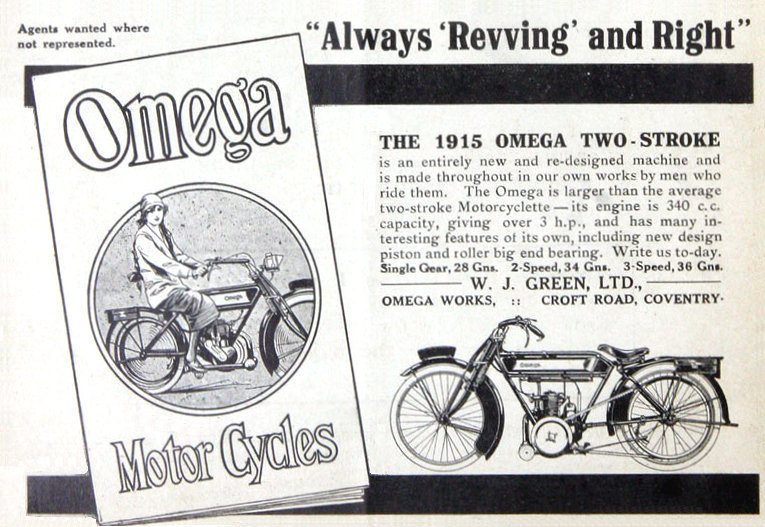 Agents wanted where
not represented.
"Always 'Revving' and Right"
Omega
Omega
Motor Cycles
THE 1915 OMEGA TWO-STROKE
is an entirely new and re-designed machine and
is made throughout in our own works by men who
ride them. The Omega is larger than the average
two-stroke Motorcyclette—its engine is 340 c.c.
capacity, giving over 3 h.p., and has many in-
teresting features of its own, including new design
piston and roller big end bearing. Write us to-day.
Single Gear, 28 Gns. 2-Speed, 34 Gns. 3-Speed, 36 Gns.
W. J. GREEN, LTD.,
OMEGA WORKS, :: CROFT ROAD, COVENTRY.
Omega